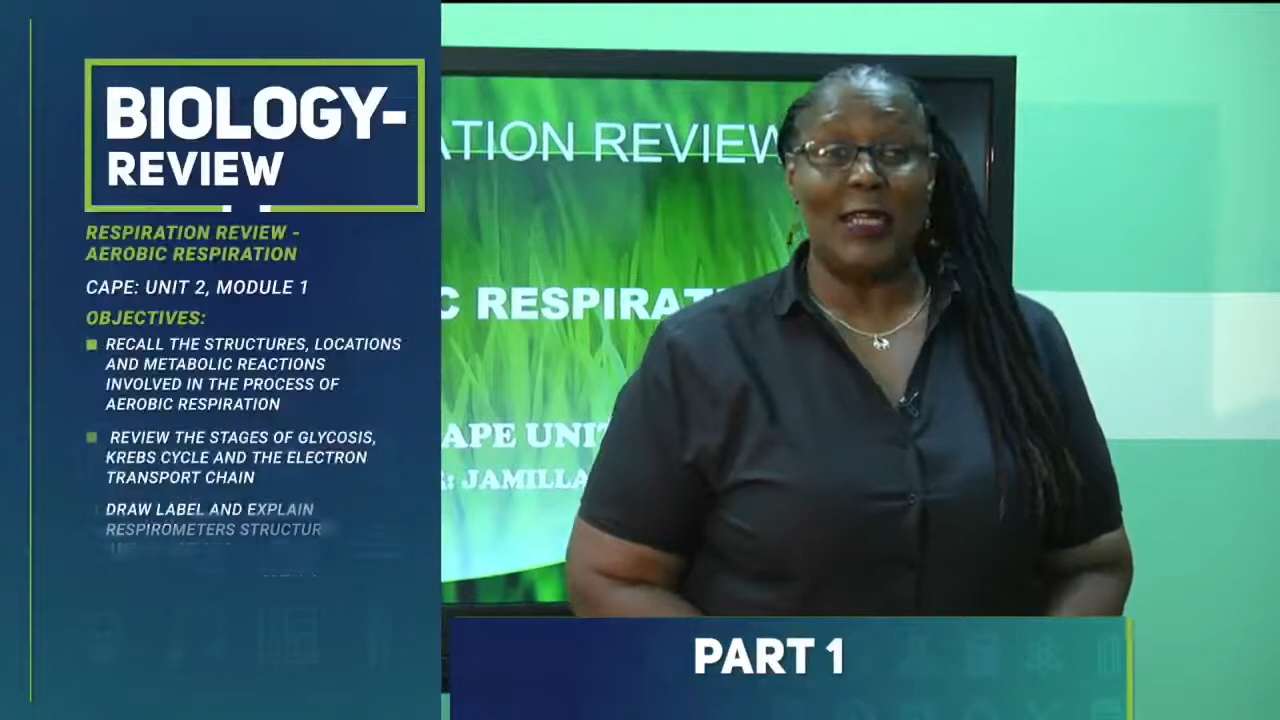 BIOLOGY-
REVIEW
RESPIRATION REVIEW -
AEROBIC RESPIRATION
CAPE: UNIT 2, MODULE 1
OBJECTIVES:
RECALL THE STRUCTURES, LOCATIONS
AND METABOLIC REACTIONS
INVOLVED IN THE PROCESS OF
AEROBIC RESPIRATION
REVIEW THE STAGES OF GLYCOSIS,
KREBS CYCLE AND THE ELECTRON
TRANSPORT CHAIN
DRAW LABEL AND EXPLAIN
RESPIROMETERS STRUCTUR
ATION REVIEW
C RESPIRAT
APE UNIT
: JAMILLA
PART 1